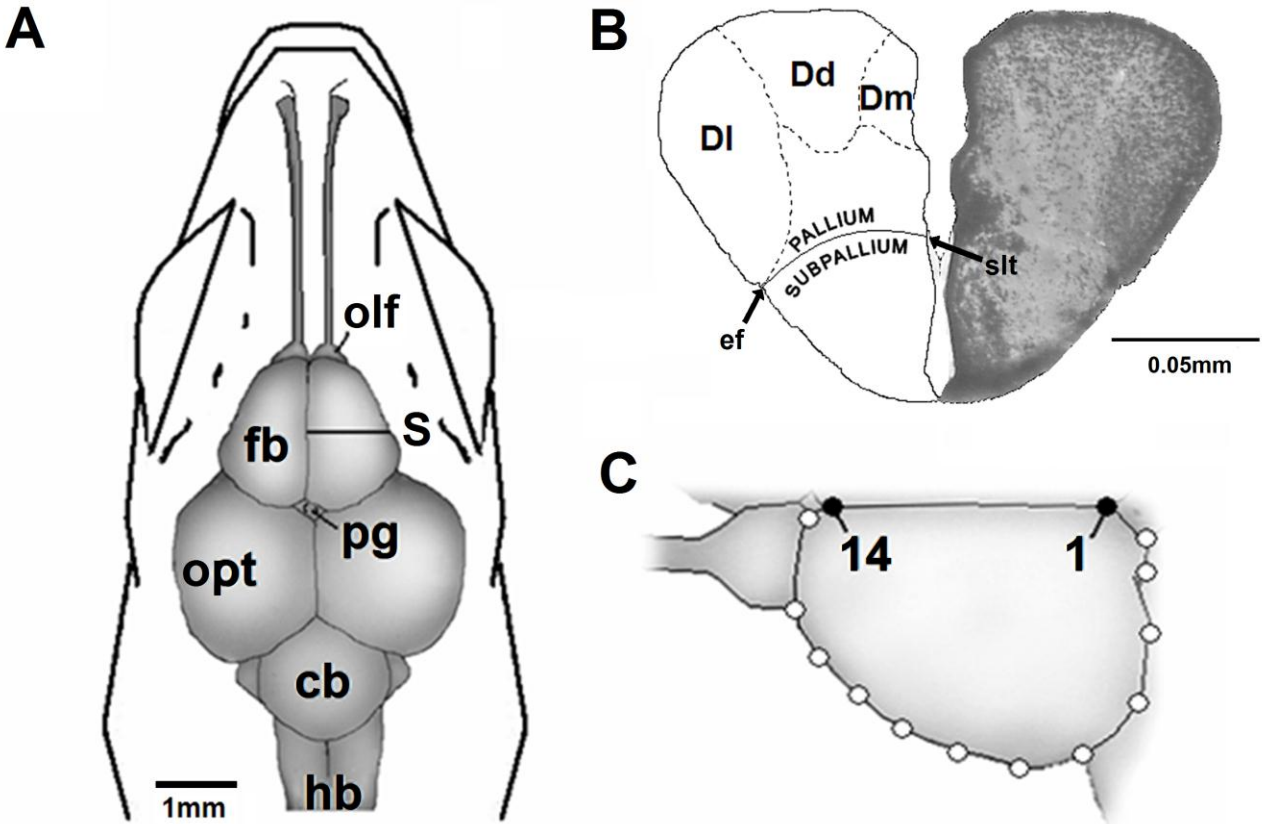 A
olf
fb
S
pg
opt
cb
hb
1mm
B
Dd
Dm
Dl
PALLIUM
SUBPALLIUM
slt
ef
0.05mm
C
14
1